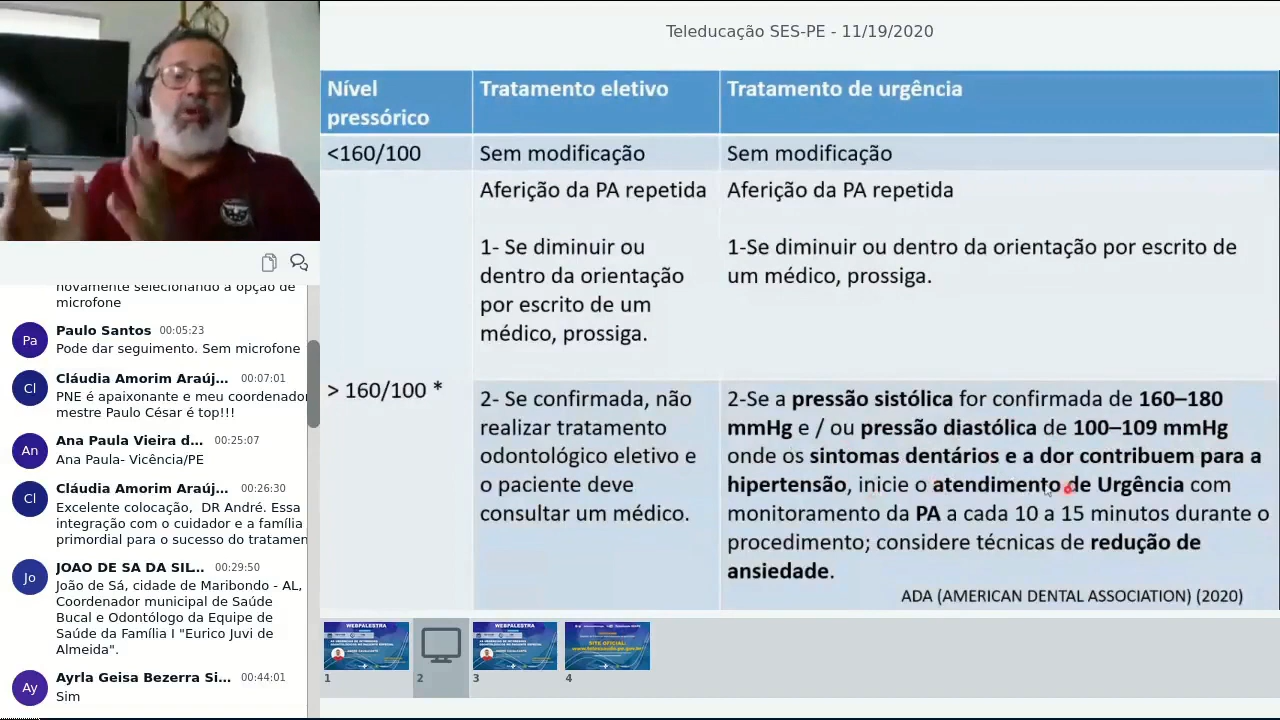 Teleducação SES-PE - 11/19/2020
Nível
pressórico
Tratamento eletivo
Tratamento de urgência
<160/100
Sem modificação
Sem modificação
> 160/100 *
Aferição da PA repetida
1- Se diminuir ou
dentro da orientação
por escrito de um
médico, prossiga.
Aferição da PA repetida
1-Se diminuir ou dentro da orientação por escrito de
um médico, prossiga.
2- Se confirmada, não
realizar tratamento
odontológico eletivo e
o paciente deve
consultar um médico.
2-Se a pressão sistólica for confirmada de 160–180
mmHg e / ou pressão diastólica de 100–109 mmHg
onde os sintomas dentários e a dor contribuem para a
hipertensão, inicie o atendimento de Urgência com
monitoramento da PA a cada 10 a 15 minutos durante o
procedimento; considere técnicas de redução de
ansiedade.
ADA (AMERICAN DENTAL ASSOCIATION) (2020)
novamente selecionando a opção de
microfone
Pa
Paulo Santos 00:05:23
Pode dar seguimento. Sem microfone
Cl
Cláudia Amorim Araúj... 00:07:01
PNE é apaixonante e meu coordenador
mestre Paulo César é top!!!
An
Ana Paula Vieira d... 00:25:07
Ana Paula- Vicência/PE
Cl
Cláudia Amorim Araúj... 00:26:30
Excelente colocação, DR André. Essa
integração com o cuidador e a família
primordial para o sucesso do tratamen
Jo
JOAO DE SA DA SIL... 00:29:50
João de Sá, cidade de Maribondo - AL,
Coordenador municipal de Saúde
Bucal e Odontólogo da Equipe de
Saúde da Família I "Eurico Juni de
Almeida".
Ay
Ayrla Geisa Bezerra Si... 00:44:01
Sim
WEBPALESTRA
WEBPALESTRA
SITE OFICIAL:
1
2
3
4